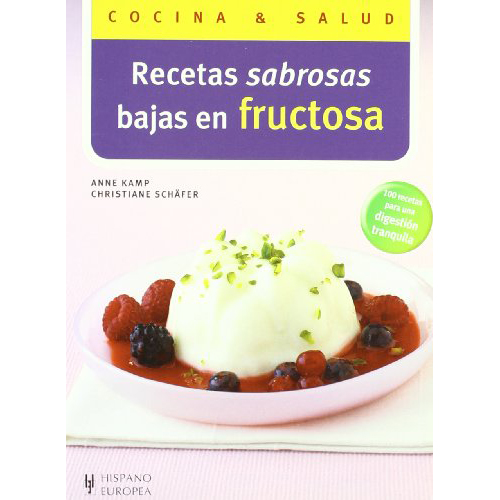 COCINA & SALUD
Recetas sabrosas
bajas en fructosa
ANNE KAMP
CHRISTIANE SCHÄFER
100 recetas
para una
digestión
tranquila
HISPANO
EUROPEA